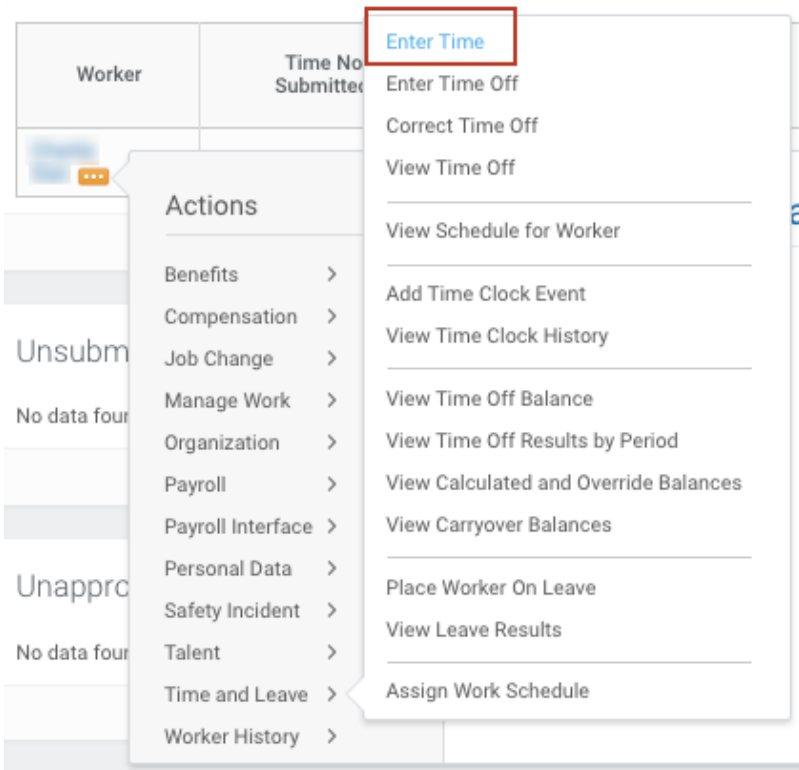 Worker
Time No
Submitted
Actions
Benefits
Compensation
Job Change
Manage Work
Organization
Payroll
Payroll Interface
Personal Data
Safety Incident
Talent
Time and Leave
Worker History
Enter Time
Enter Time Off
Correct Time Off
View Time Off
View Schedule for Worker
Add Time Clock Event
View Time Clock History
View Time Off Balance
View Time Off Results by Period
View Calculated and Override Balances
View Carryover Balances
Place Worker On Leave
View Leave Results
Assign Work Schedule
Unsubm
No data four
Unappro
No data four